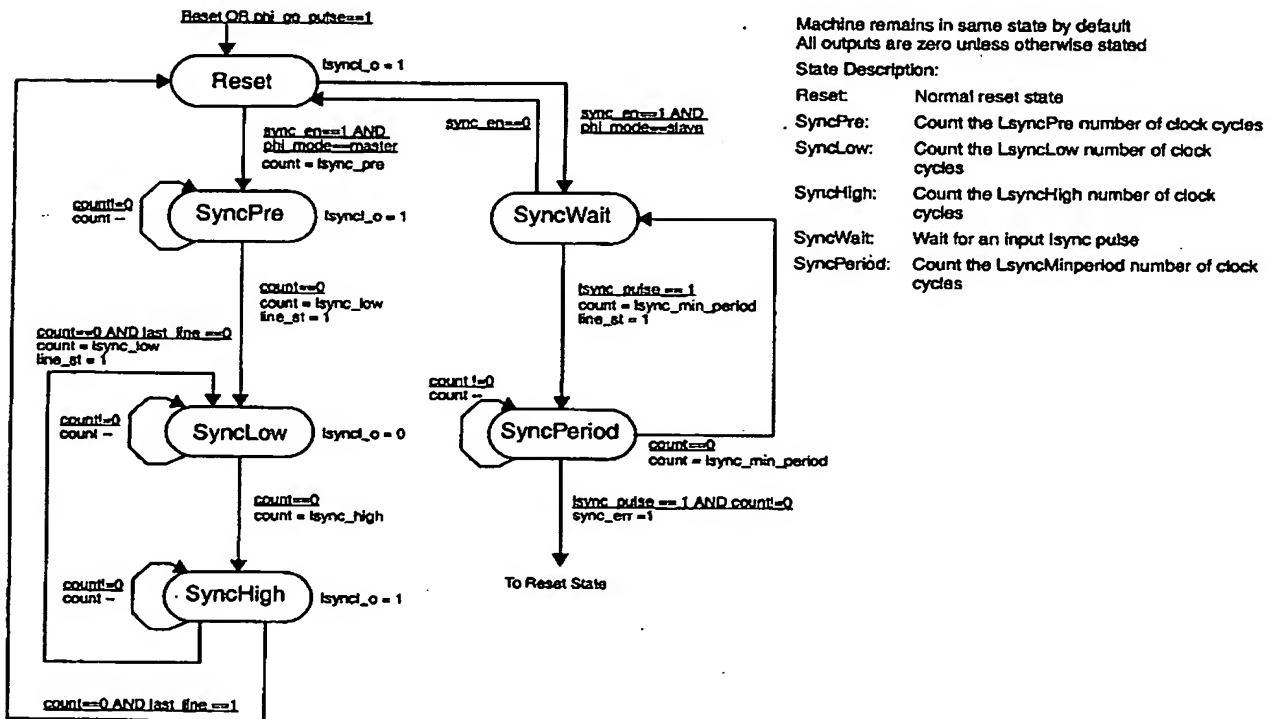 Reset OR phi_go_pulse==1
Reset
lsyncl_o = 1
sync_en==1 AND
phi_mode==master
count = lsync_pre
sync_en==0
sync_en==1 AND
phi_mode==slave
count!=0
count --
SyncPre
lsyncl_o = 1
SyncWait
count==0
count = lsync_low
line_st = 1
lsync_pulse == 1
count = lsync_min_period
line_st = 1
count==0 AND last_line ==0
count = lsync_low
line_st = 1
count!=0
count --
SyncLow
lsyncl_o = 0
count !=0
count --
SyncPeriod
count==0
count = lsync_min_period
count==0
count = lsync_high
lsync_pulse == 1 AND count!=0
sync_err =1
To Reset State
count!=0
count --
SyncHigh
lsyncl_o = 1
count==0 AND last_line ==1
Machine remains in same state by default
All outputs are zero unless otherwise stated
State Description:
Reset: Normal reset state
SyncPre: Count the LsyncPre number of clock cycles
SyncLow: Count the LsyncLow number of clock
cycles
SyncHigh: Count the LsyncHigh number of clock
cycles
SyncWait: Wait for an input lsync pulse
SyncPeriod: Count the LsyncMinperiod number of clock
cycles